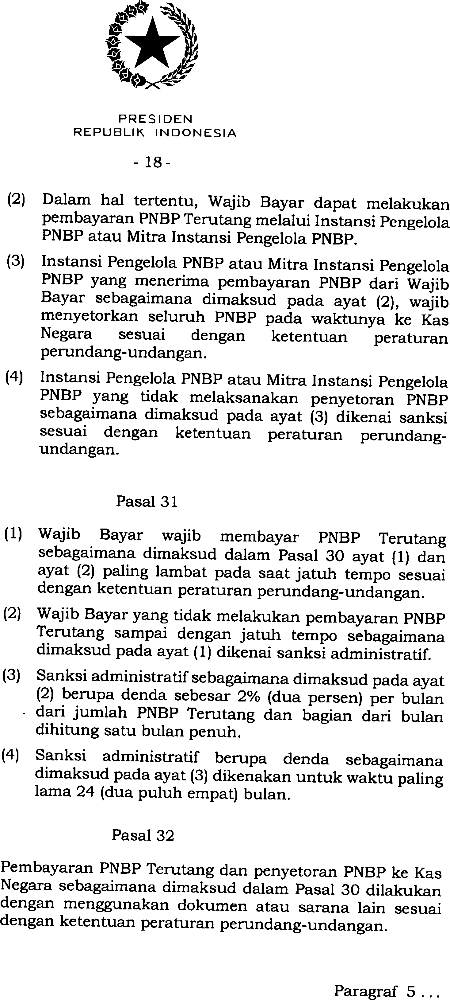 PRESIDEN
REPUBLIK INDONESIA
- 18 -
(2) Dalam hal tertentu, Wajib Bayar dapat melakukan
pembayaran PNBP Terutang melalui Instansi Pengelola
PNBP atau Mitra Instansi Pengelola PNBP.
(3) Instansi Pengelola PNBP atau Mitra Instansi Pengelola
PNBP yang menerima pembayaran PNBP dari Wajib
Bayar sebagaimana dimaksud pada ayat (2), wajib
menyetorkan seluruh PNBP pada waktunya ke Kas
Negara sesuai dengan ketentuan peraturan
perundang-undangan.
(4) Instansi Pengelola PNBP atau Mitra Instansi Pengelola
PNBP yang tidak melaksanakan penyetoran PNBP
sebagaimana dimaksud pada ayat (3) dikenai sanksi
sesuai dengan ketentuan peraturan perundang-
undangan.
Pasal 31
(1) Wajib Bayar wajib membayar PNBP Terutang
sebagaimana dimaksud dalam Pasal 30 ayat (1) dan
ayat (2) paling lambat pada saat jatuh tempo sesuai
dengan ketentuan peraturan perundang-undangan.
(2) Wajib Bayar yang tidak melakukan pembayaran PNBP
Terutang sampai dengan jatuh tempo sebagaimana
dimaksud pada ayat (1) dikenai sanksi administratif.
(3) Sanksi administratif sebagaimana dimaksud pada ayat
(2) berupa denda sebesar 2% (dua persen) per bulan
dari jumlah PNBP Terutang dan bagian dari bulan
dihitung satu bulan penuh.
(4) Sanksi administratif berupa denda sebagaimana
dimaksud pada ayat (3) dikenakan untuk waktu paling
lama 24 (dua puluh empat) bulan.
Pasal 32
Pembayaran PNBP Terutang dan penyetoran PNBP ke Kas
Negara sebagaimana dimaksud dalam Pasal 30 dilakukan
dengan menggunakan dokumen atau sarana lain sesuai
dengan ketentuan peraturan perundang-undangan.
Paragraf 5 ...